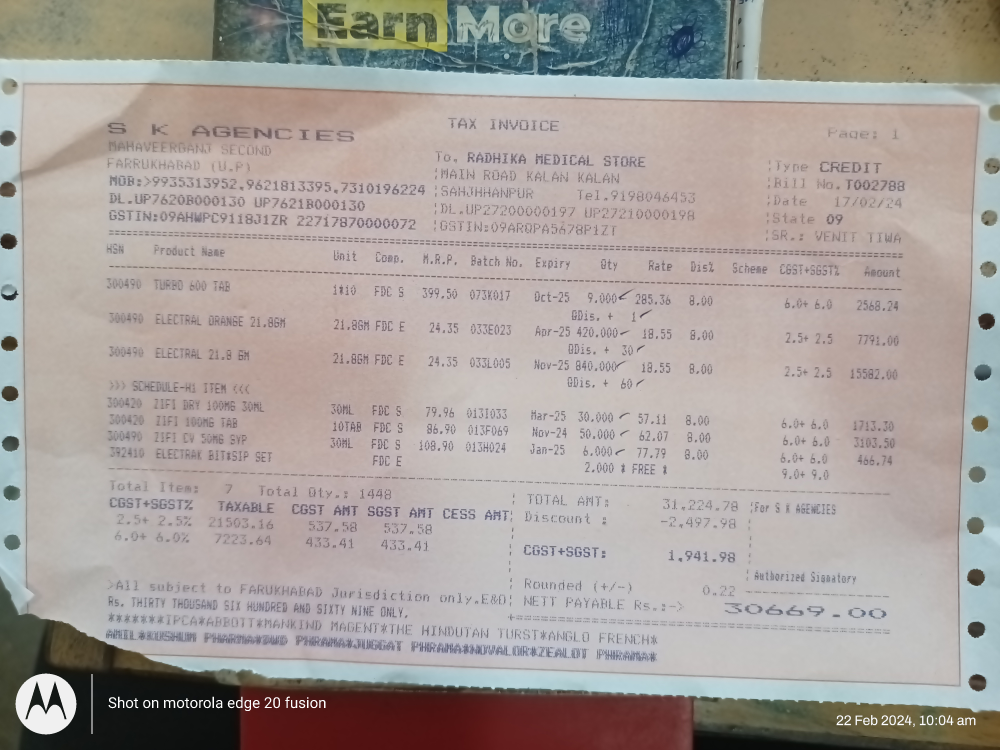 Earn More
S K AGENCIES
TAX INVOICE
Page: 1
MAHAVEERGANJ SECOND
FARRUKHABAD (U.P)
MOB:>9935313952,9621813395,7310196224
DL.UP7620B000130 UP7621B000130
GSTIN:09AHWPC9118J1ZR 22717870000072
To. RADHIKA MEDICAL STORE
MAIN ROAD KALAN KALAN
SAHJHHANPUR Tel.9198046453
DL.UP27200000197 UP27210000198
GSTIN:09ARQPA5678P1ZT
Type CREDIT
Bill No.T002788
Date 17/02/24
State 09
SR.: VENIT TIWA
HSN Product Name Unit Comp. M.R.P. Batch No. Expiry Qty Rate Dis% Scheme CGST+SGST% Amount
300490 TURBO 600 TAB 1*10 FDC S 399.50 073K017 Oct-25 9.000 285.36 8.00 6.0+ 6.0 2568.24
QDis. + 1
300490 ELECTRAL ORANGE 21.8GM 21.8GM FDC E 24.35 033E023 Apr-25 420.000 18.55 8.00 2.5+ 2.5 7791.00
QDis. + 30
300490 ELECTRAL 21.8 GM 21.8GM FDC E 24.35 033L005 Nov-25 840.000 18.55 8.00 2.5+ 2.5 15582.00
QDis. + 60
>>> SCHEDULE-H1 ITEM <<<
300420 ZIFI DRY 100MG 30ML 30ML FDC S 79.96 013I033 Mar-25 30.000 57.11 8.00 6.0+ 6.0 1713.30
300420 ZIFI 100MG TAB 10TAB FDC S 86.90 013F069 Nov-24 50.000 62.07 8.00 6.0+ 6.0 3103.50
300490 ZIFI CV 50MG SYP 30ML FDC S 108.90 013H024 Jan-25 6.000 77.79 8.00 6.0+ 6.0 466.74
392410 ELECTRAK BIT*SIP SET FDC E 2.000 * FREE * 9.0+ 9.0
Total Item: 7 Total Qty.: 1448
CGST+SGST% TAXABLE CGST AMT SGST AMT CESS AMT
2.5+ 2.5% 21503.16 537.58 537.58
6.0+ 6.0% 7223.64 433.41 433.41
TOTAL AMT: 31,224.78
Discount : -2,497.98
CGST+SGST: 1,941.98
Rounded (+/-) 0.22
NETT PAYABLE Rs.:-> 30669.00
For S K AGENCIES
Authorized Signatory
>All subject to FARUKHABAD Jurisdiction only.E&O
Rs. THIRTY THOUSAND SIX HUNDRED AND SIXTY NINE ONLY,
*******IPCA*ABBOTT*MANKIND MAGENT*THE HINDUTAN TURST*ANGLO FRENCH*
AMIL*KUSHUM PHARMA*DWD PHRAMA*JUGGAT PHRAMA*NOVALOR*ZEALOT PHRAMA*
Shot on motorola edge 20 fusion
22 Feb 2024, 10:04 am